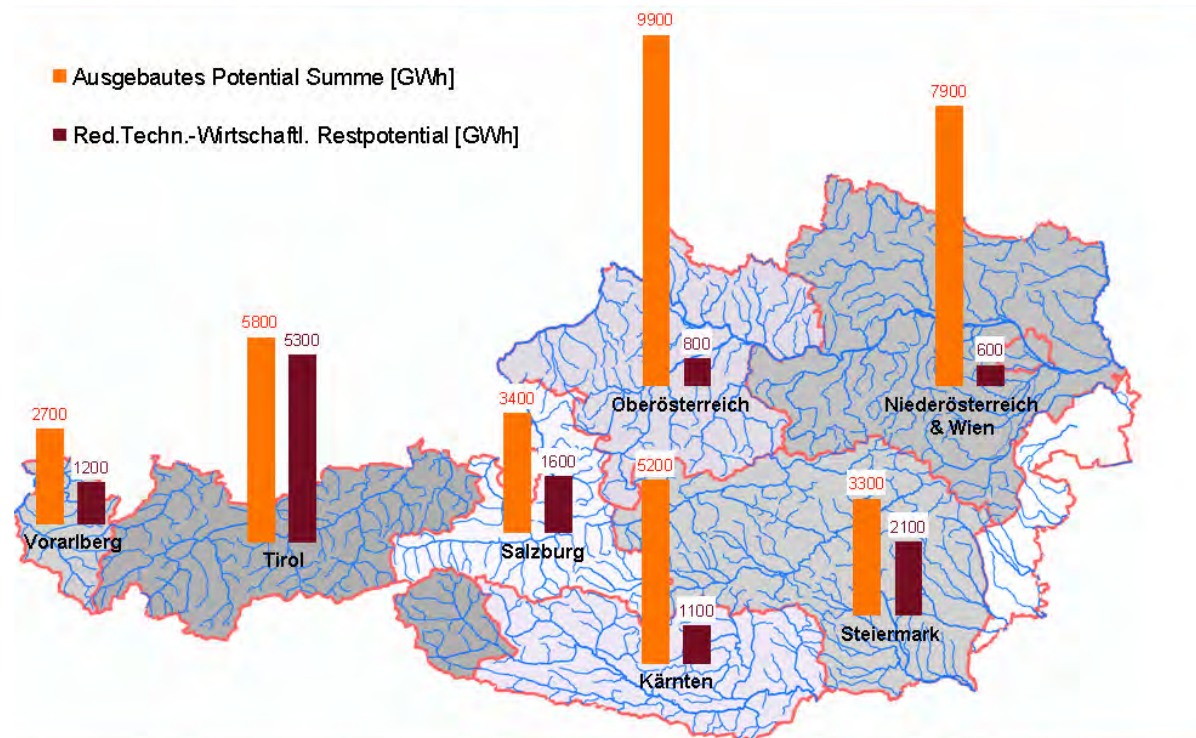 9900
Ausgebautes Potential Summe [GWh]
7900
Red.Techn.-Wirtschaftl. Restpotential [GWh]
5800
5300
800
600
Oberösterreich
Niederösterreich
& Wien
2700
3400
1200
1600
5200
3300
2100
Vorarlberg
Tirol
Salzburg
1100
Steiermark
Kärnten